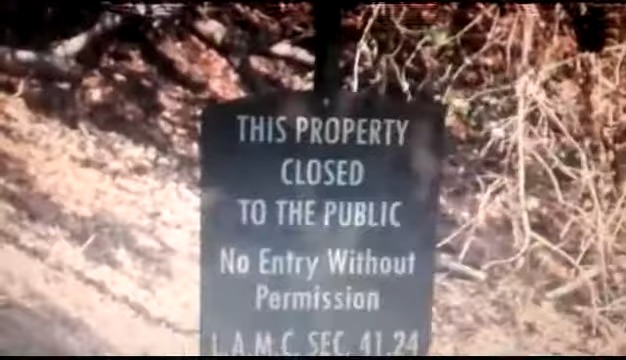 THIS PROPERTY
CLOSED
TO THE PUBLIC
No Entry Without
Permission
L.A.M.C. SEC. 41.24